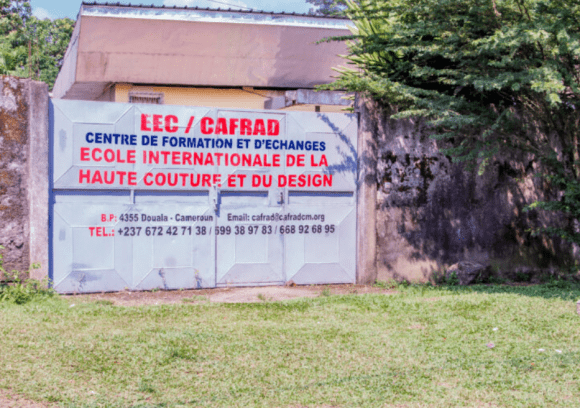 EEC / CAFRAD
CENTRE DE FORMATION ET D'ECHANGES
ECOLE INTERNATIONALE DE LA
HAUTE COUTURE ET DU DESIGN
B.P: 4355 Douala - Cameroun Email: cafrad@cafradcm.org
TEL.: +237 672 42 71 38 / 699 38 97 83 / 668 92 68 95